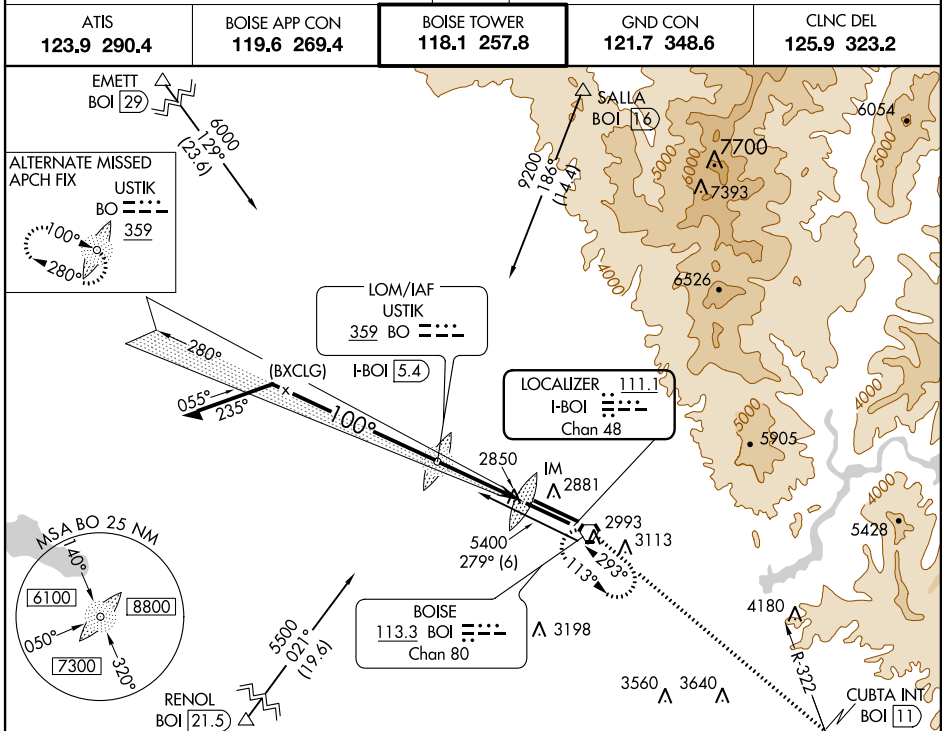 ATIS
123.9 290.4
BOISE APP CON
119.6 269.4
BOISE TOWER
118.1 257.8
GND CON
121.7 348.6
CLNC DEL
125.9 323.2
EMETT
BOI 29
6000
129°
(23.6)
SALLA
BOI 16
9200
186°
(14.4)
6054
5000
7700
6000
5000
7393
ALTERNATE MISSED
APCH FIX
USTIK
BO
359
100°
280°
4000
6526
LOM/IAF
USTIK
359 BO
I-BOI 5.4
280°
(BXCLG)
055°
235°
100°
LOCALIZER 111.1
I-BOI
Chan 48
5000
4000
5905
2850
IM
2881
4000
5428
2993
3113
5400
279° (6)
293°
113°
MSA BO 25 NM
140°
6100
8800
050°
7300
320°
5500
021°
(19.6)
BOISE
113.3 BOI
Chan 80
3198
4180
R-322
3560
3640
RENOL
BOI 21.5
CUBTA INT
BOI 11